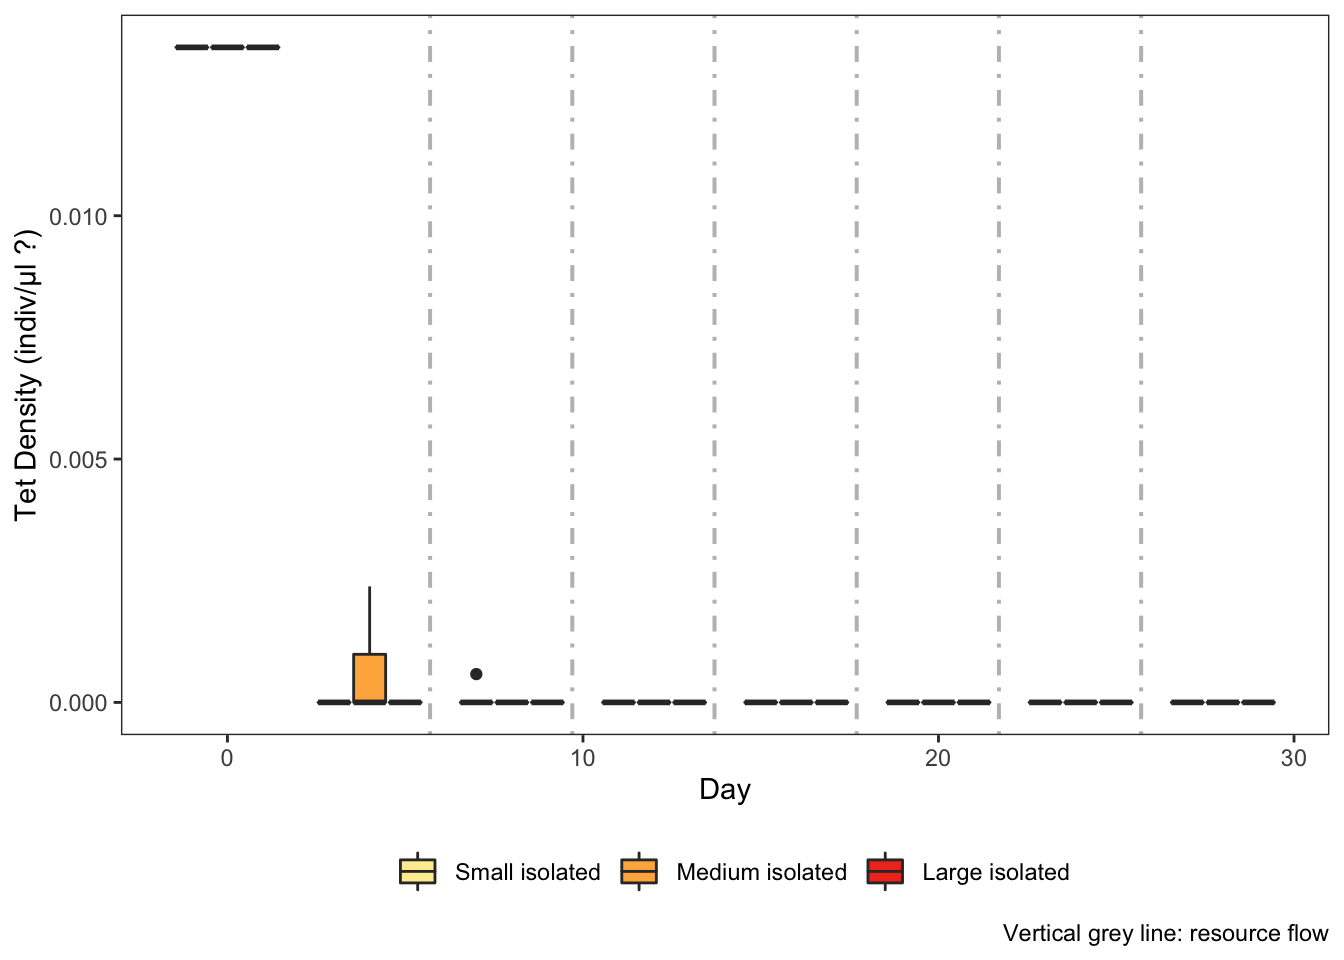 Tet Density (indiv/µl ?)
0.010
0.005
0.000
0 10 20 30
Day
Small isolated Medium isolated Large isolated
Vertical grey line: resource flow